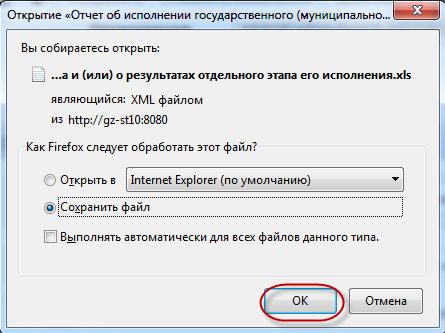 Открытие «Отчет об исполнении государственного (муниципально...
Вы собираетесь открыть:
...а и (или) о результатах отдельного этапа его исполнения.xls
являющийся: XML файлом
из http://gz-st10:8080
Как Firefox следует обработать этот файл?
Открыть в Internet Explorer (по умолчанию)
Сохранить файл
Выполнять автоматически для всех файлов данного типа.
ОК Отмена